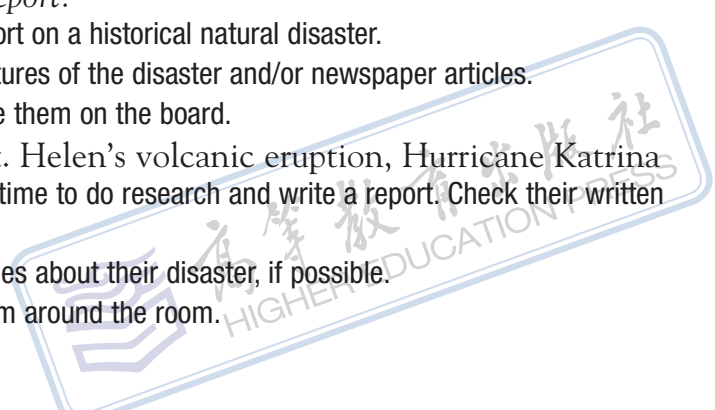 eport.
ort on a historical natural disaster.
tures of the disaster and/or newspaper articles.
e them on the board.
t. Helen's volcanic eruption, Hurricane Katrina
time to do research and write a report. Check their written
es about their disaster, if possible.
m around the room.
高等教育出版社
HIGHER EDUCATION PRESS